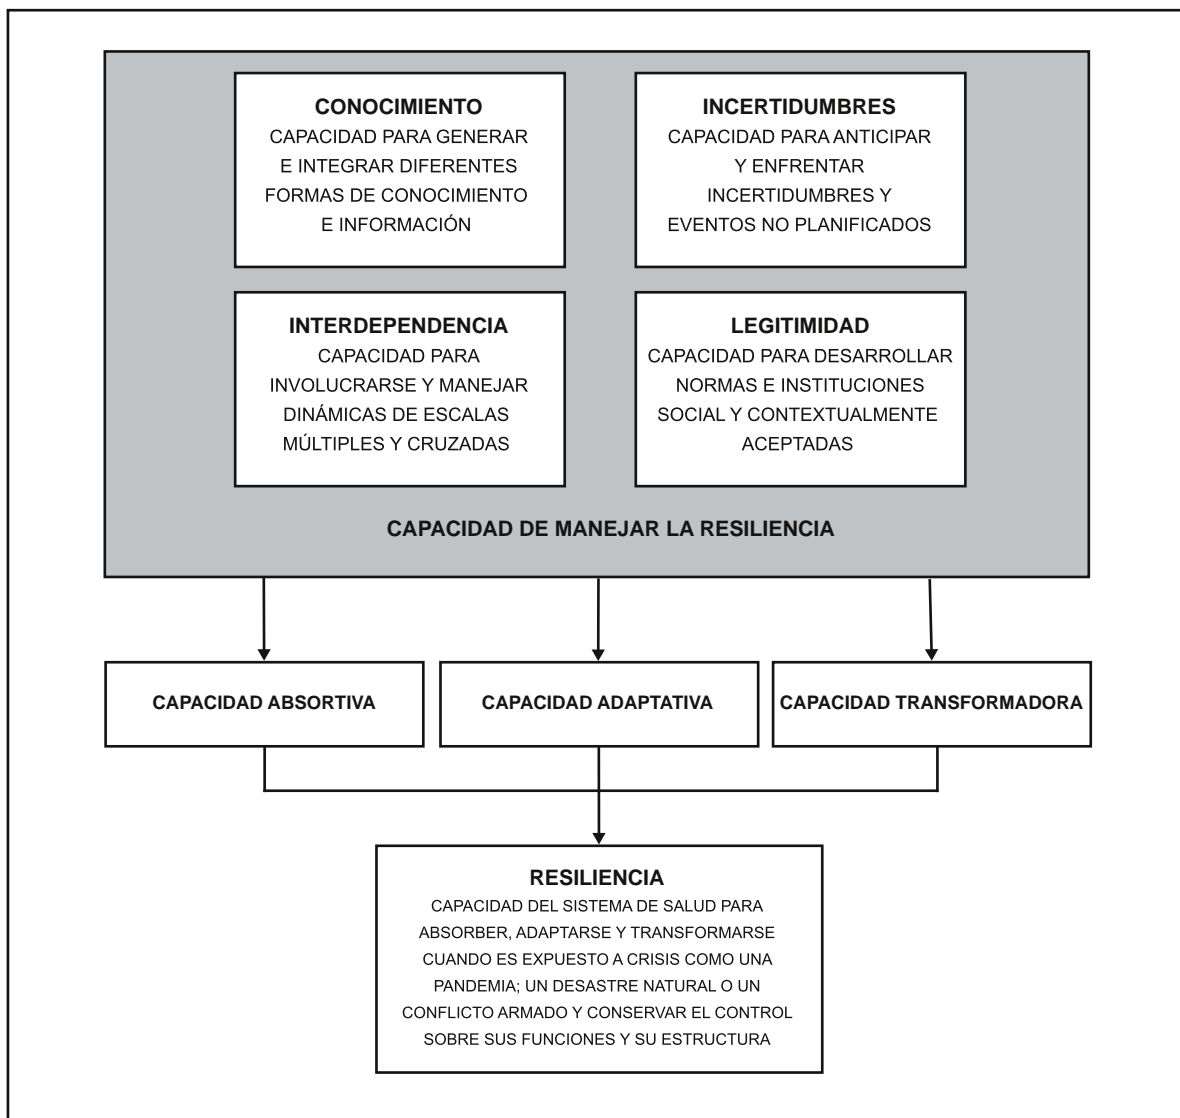 CONOCIMIENTO
CAPACIDAD PARA GENERAR
E INTEGRAR DIFERENTES
FORMAS DE CONOCIMIENTO
E INFORMACIÓN
INCERTIDUMBRES
CAPACIDAD PARA ANTICIPAR
Y ENFRENTAR
INCERTIDUMBRES Y
EVENTOS NO PLANIFICADOS
INTERDEPENDENCIA
CAPACIDAD PARA
INVOLUCRARSE Y MANEJAR
DINÁMICAS DE ESCALAS
MÚLTIPLES Y CRUZADAS
LEGITIMIDAD
CAPACIDAD PARA DESARROLLAR
NORMAS E INSTITUCIONES
SOCIAL Y CONTEXTUALMENTE
ACEPTADAS
CAPACIDAD DE MANEJAR LA RESILIENCIA
CAPACIDAD ABSORTIVA
CAPACIDAD ADAPTATIVA
CAPACIDAD TRANSFORMADORA
RESILIENCIA
CAPACIDAD DEL SISTEMA DE SALUD PARA
ABSORBER, ADAPTARSE Y TRANSFORMARSE
CUANDO ES EXPUESTO A CRISIS COMO UNA
PANDEMIA; UN DESASTRE NATURAL O UN
CONFLICTO ARMADO Y CONSERVAR EL CONTROL
SOBRE SUS FUNCIONES Y SU ESTRUCTURA